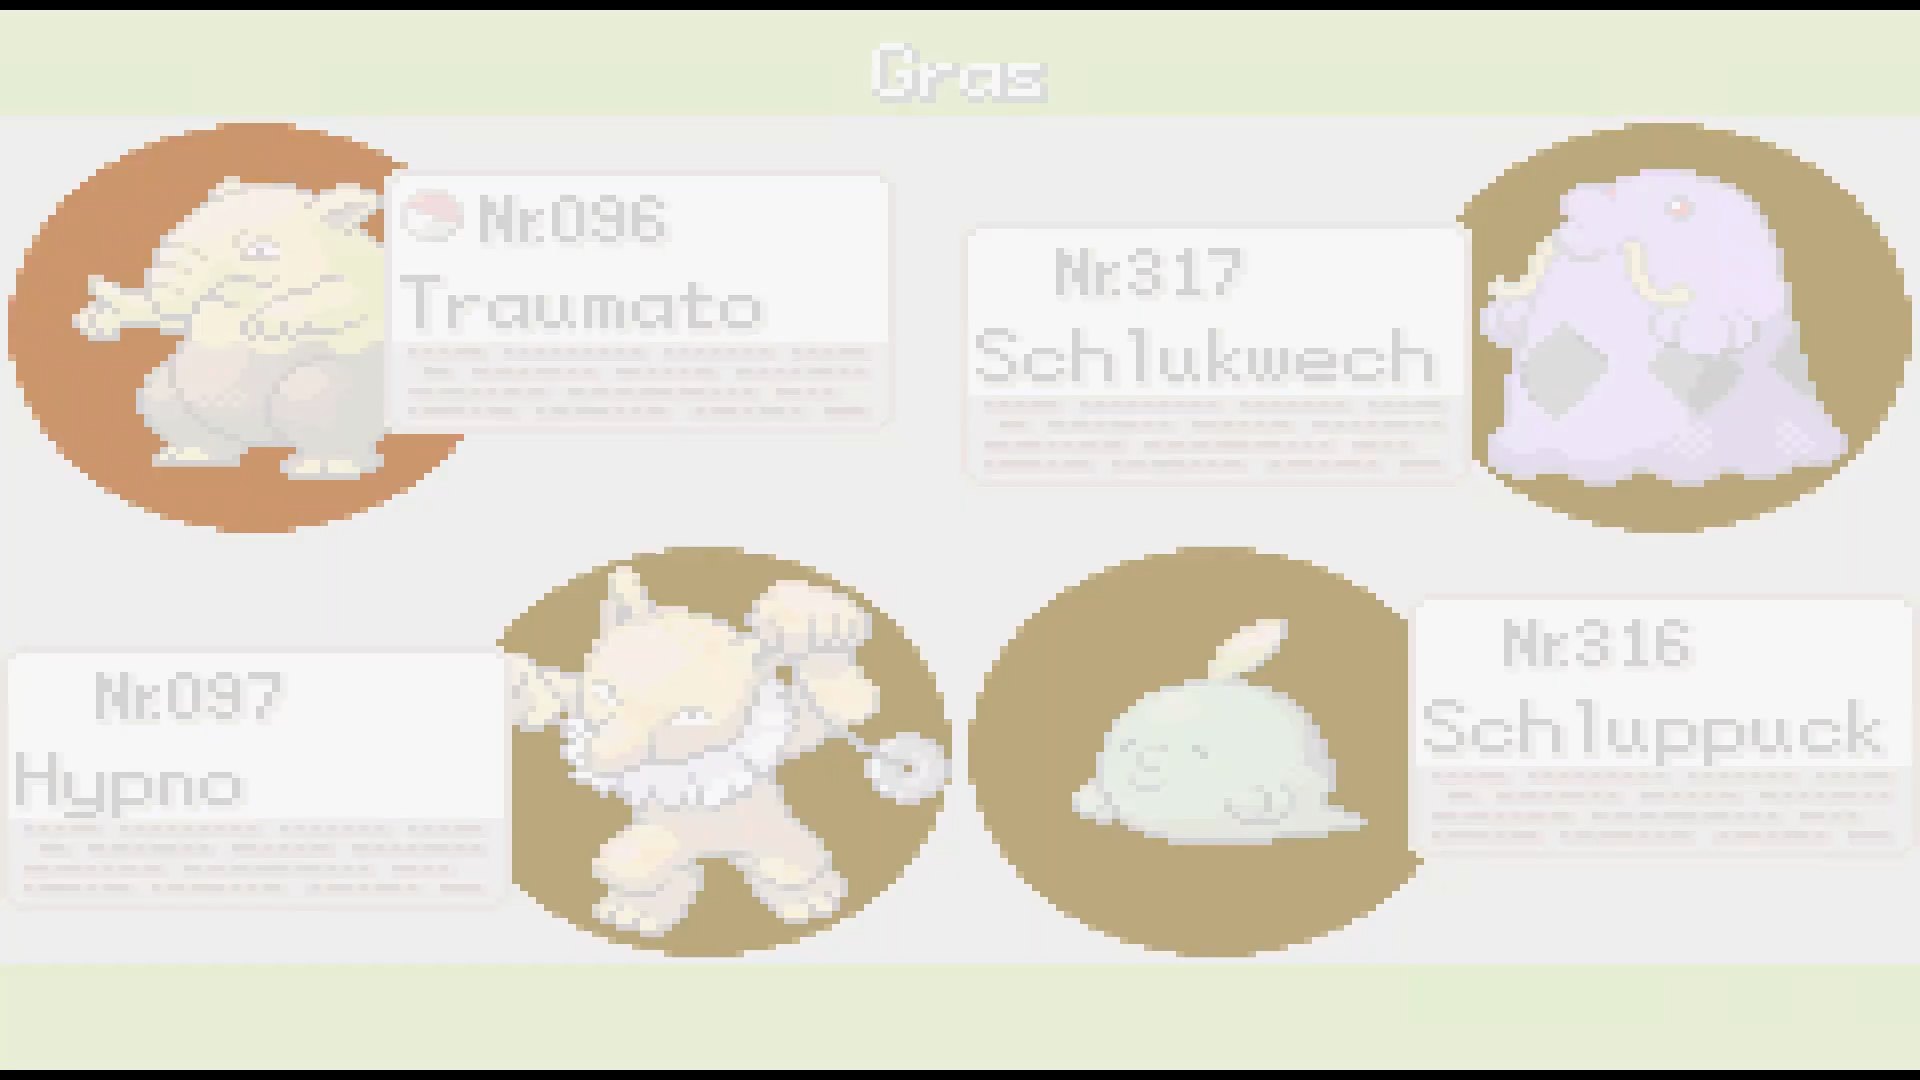 Gras
Nr.096
Traumato
Nr.317
Schlukwech
Nr.097
Hypno
Nr.316
Schluppuck